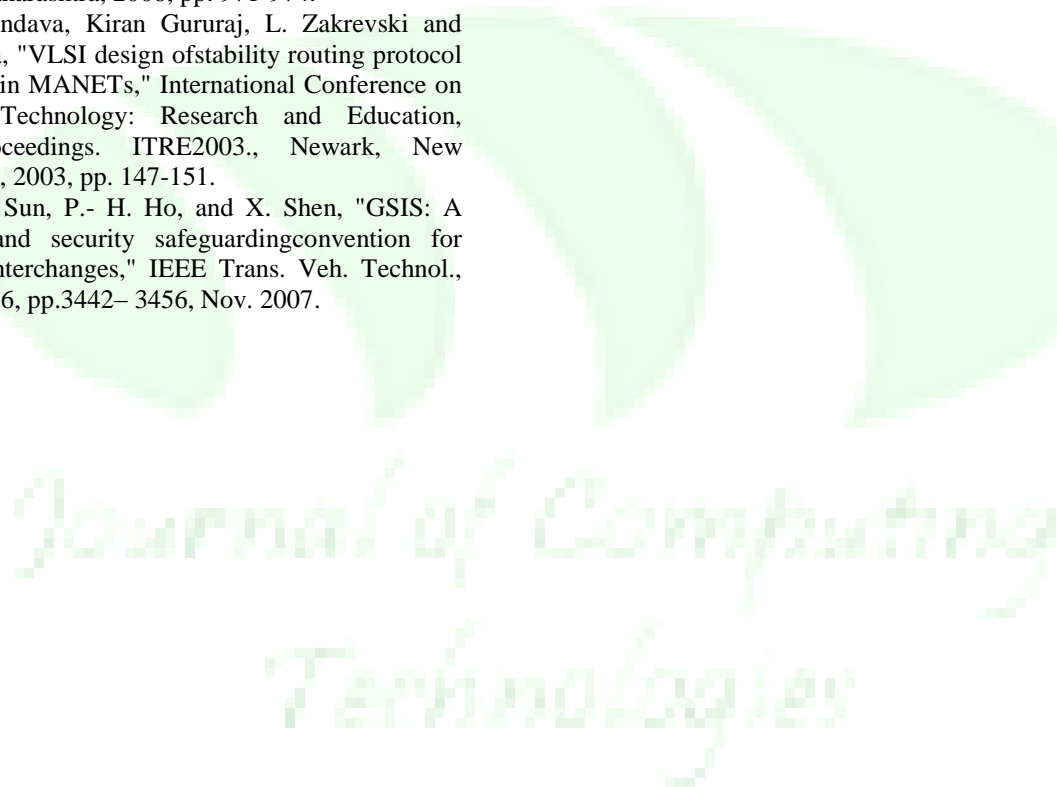 ndava, Kiran Gururaj, L. Zakrevski and
, "VLSI design ofstability routing protocol
in MANETs," International Conference on
Technology: Research and Education,
ceedings. ITRE2003., Newark, New
, 2003, pp. 147-151.
Sun, P.- H. Ho, and X. Shen, "GSIS: A
and security safeguardingconvention for
nterchanges," IEEE Trans. Veh. Technol.,
6, pp.3442– 3456, Nov. 2007.
Journal of Computing
Technologies